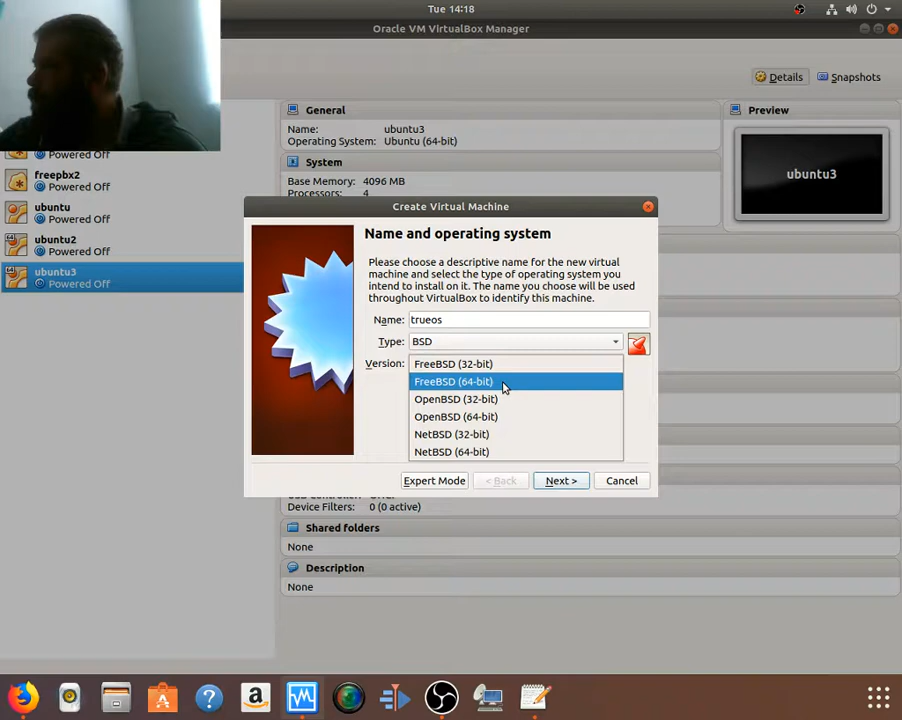 Tue 14:18
Oracle VM VirtualBox Manager
Details
Snapshots
General
Name: ubuntu3
Operating System: Ubuntu (64-bit)
System
Base Memory: 4096 MB
Processors: 4
Preview
ubuntu3
Powered Off
freepbx2
Powered Off
ubuntu
Powered Off
ubuntu2
Powered Off
ubuntu3
Powered Off
64
64
Create Virtual Machine
Name and operating system
Please choose a descriptive name for the new virtual
machine and select the type of operating system you
intend to install on it. The name you choose will be used
throughout VirtualBox to identify this machine.
Name: trueos
Type: BSD
Version:
FreeBSD (32-bit)
FreeBSD (64-bit)
OpenBSD (32-bit)
OpenBSD (64-bit)
NetBSD (32-bit)
NetBSD (64-bit)
Expert Mode
< Back
Next >
Cancel
Device Filters: 0 (0 active)
Shared folders
None
Description
None